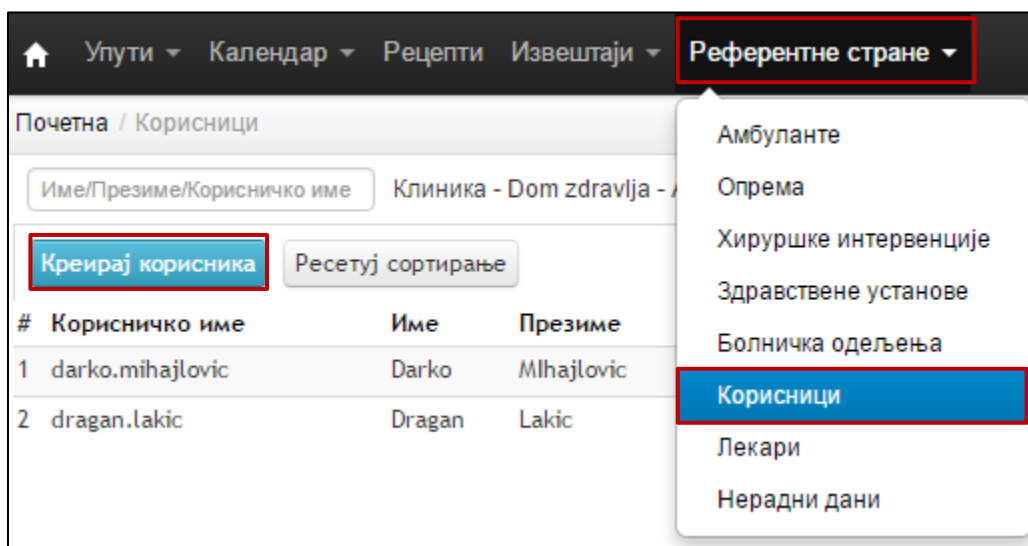 Упути Календар Рецепти Извештаји Референтне стране
Почетна / Корисници
Име/Презиме/Корисничко име Клиника - Dom zdravlja -
Креирај корисника Ресетуј сортирање
# Корисничко име Име Презиме
1 darko.mihajlovic Darko MIhajlovic
2 dragan.lakic Dragan Lakic
Амбуланте
Опрема
Хируршке интервенције
Здравствене установе
Болничка одељења
Корисници
Лекари
Нерадни дани